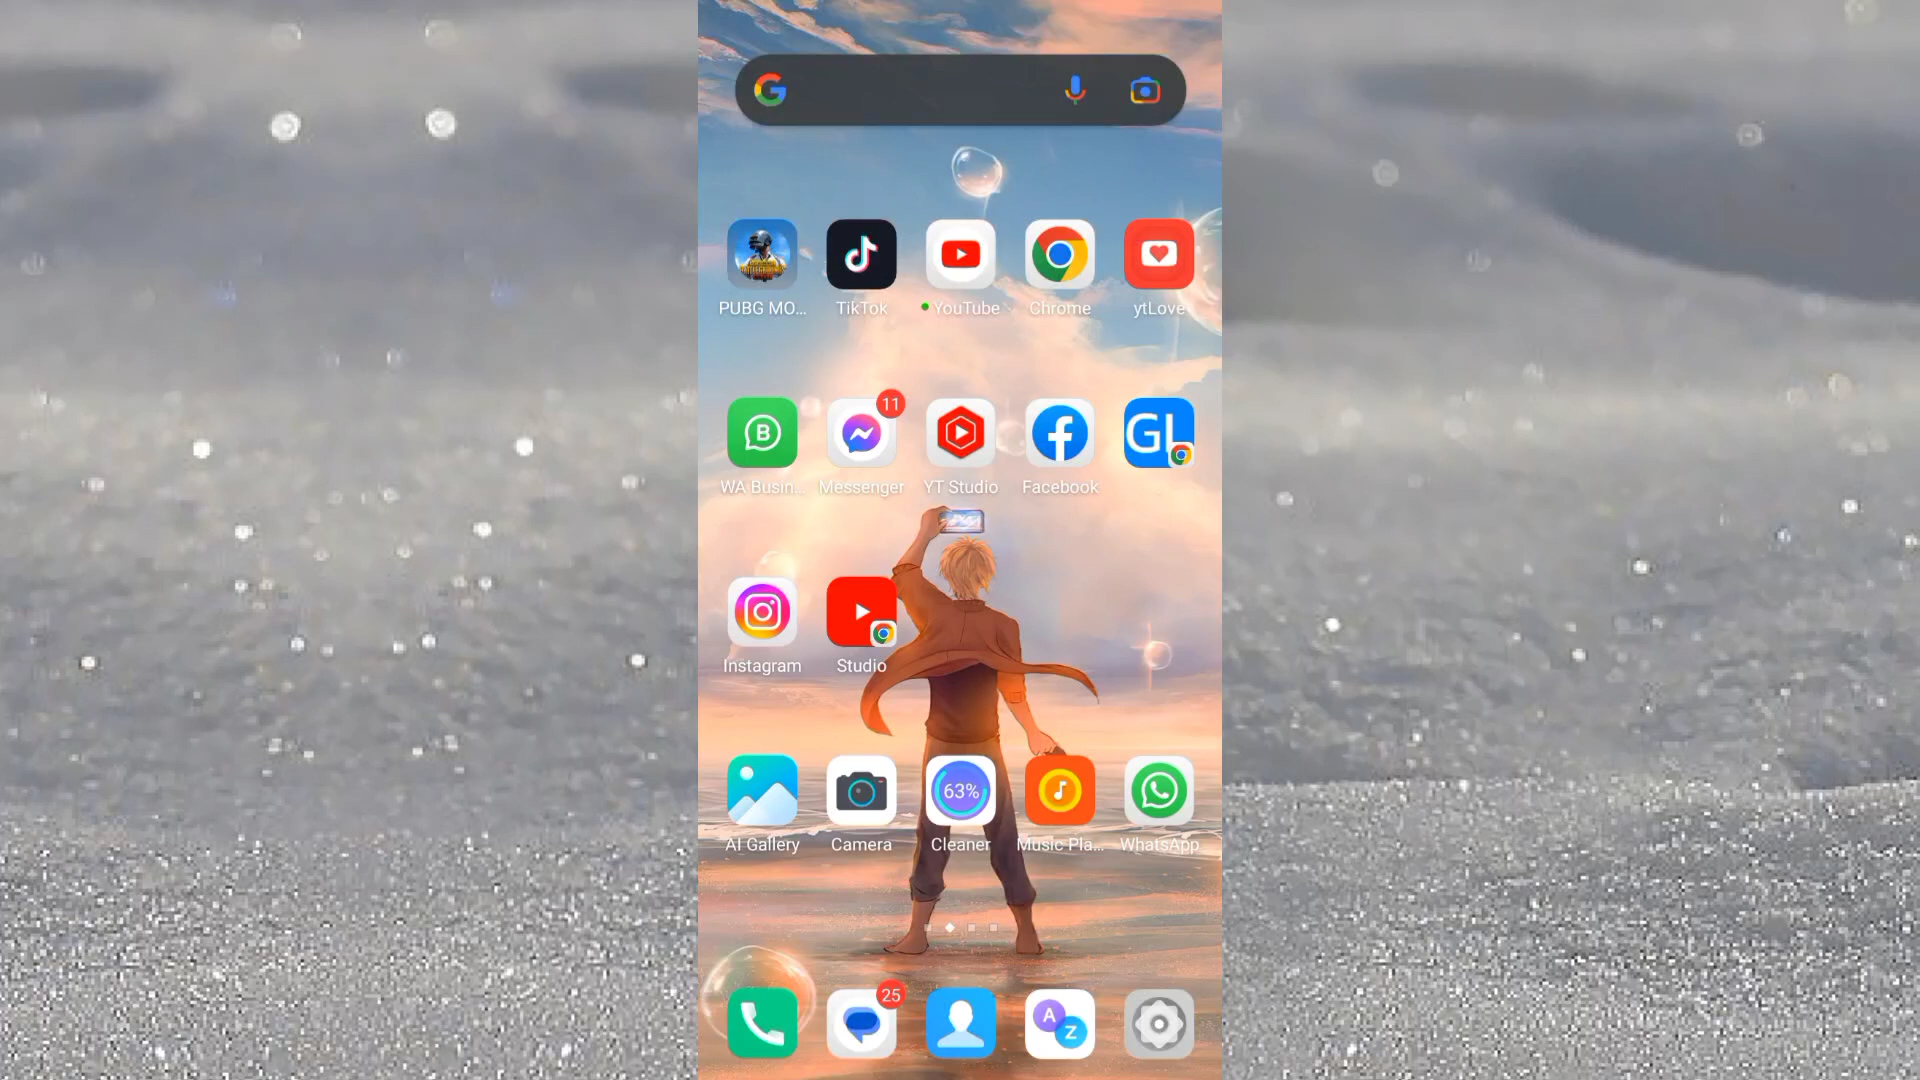 PUBG MO... TikTok YouTube Chrome ytLove
GL
11
WA Busin... Messenger YT Studio Facebook
Instagram Studio
63%
AI Gallery Camera Cleaner Music Pla... WhatsApp
25
A
Z